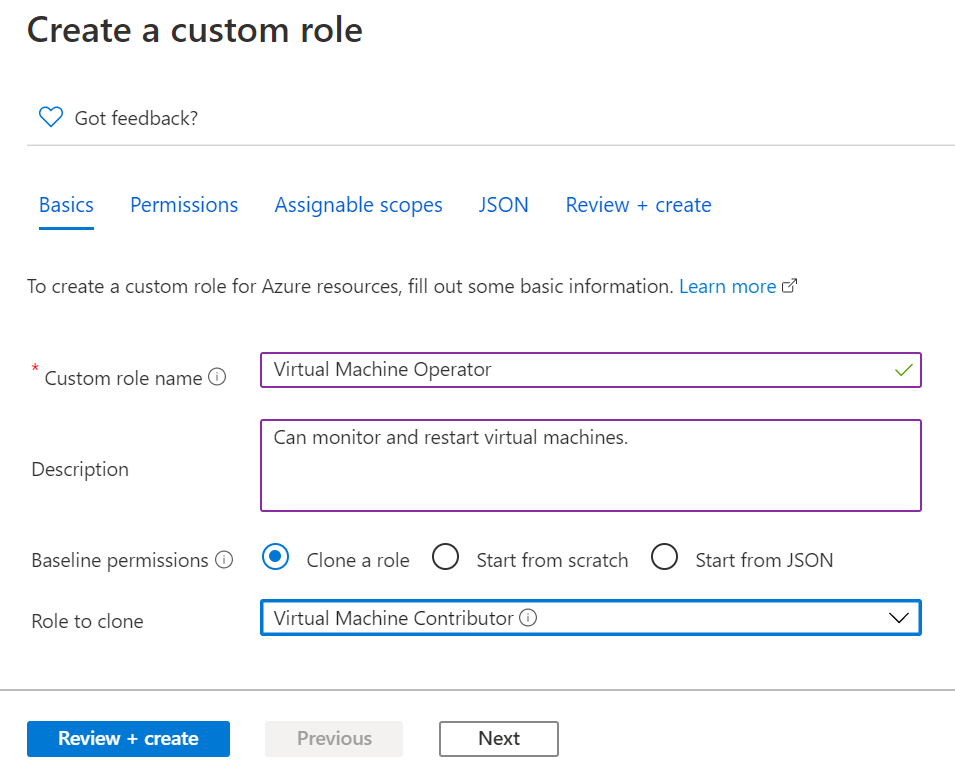 Create a custom role
Got feedback?
Basics Permissions Assignable scopes JSON Review + create
To create a custom role for Azure resources, fill out some basic information. Learn more
* Custom role name Virtual Machine Operator
Can monitor and restart virtual machines.
Description
Baseline permissions Clone a role Start from scratch Start from JSON
Role to clone Virtual Machine Contributor
Review + create Previous Next